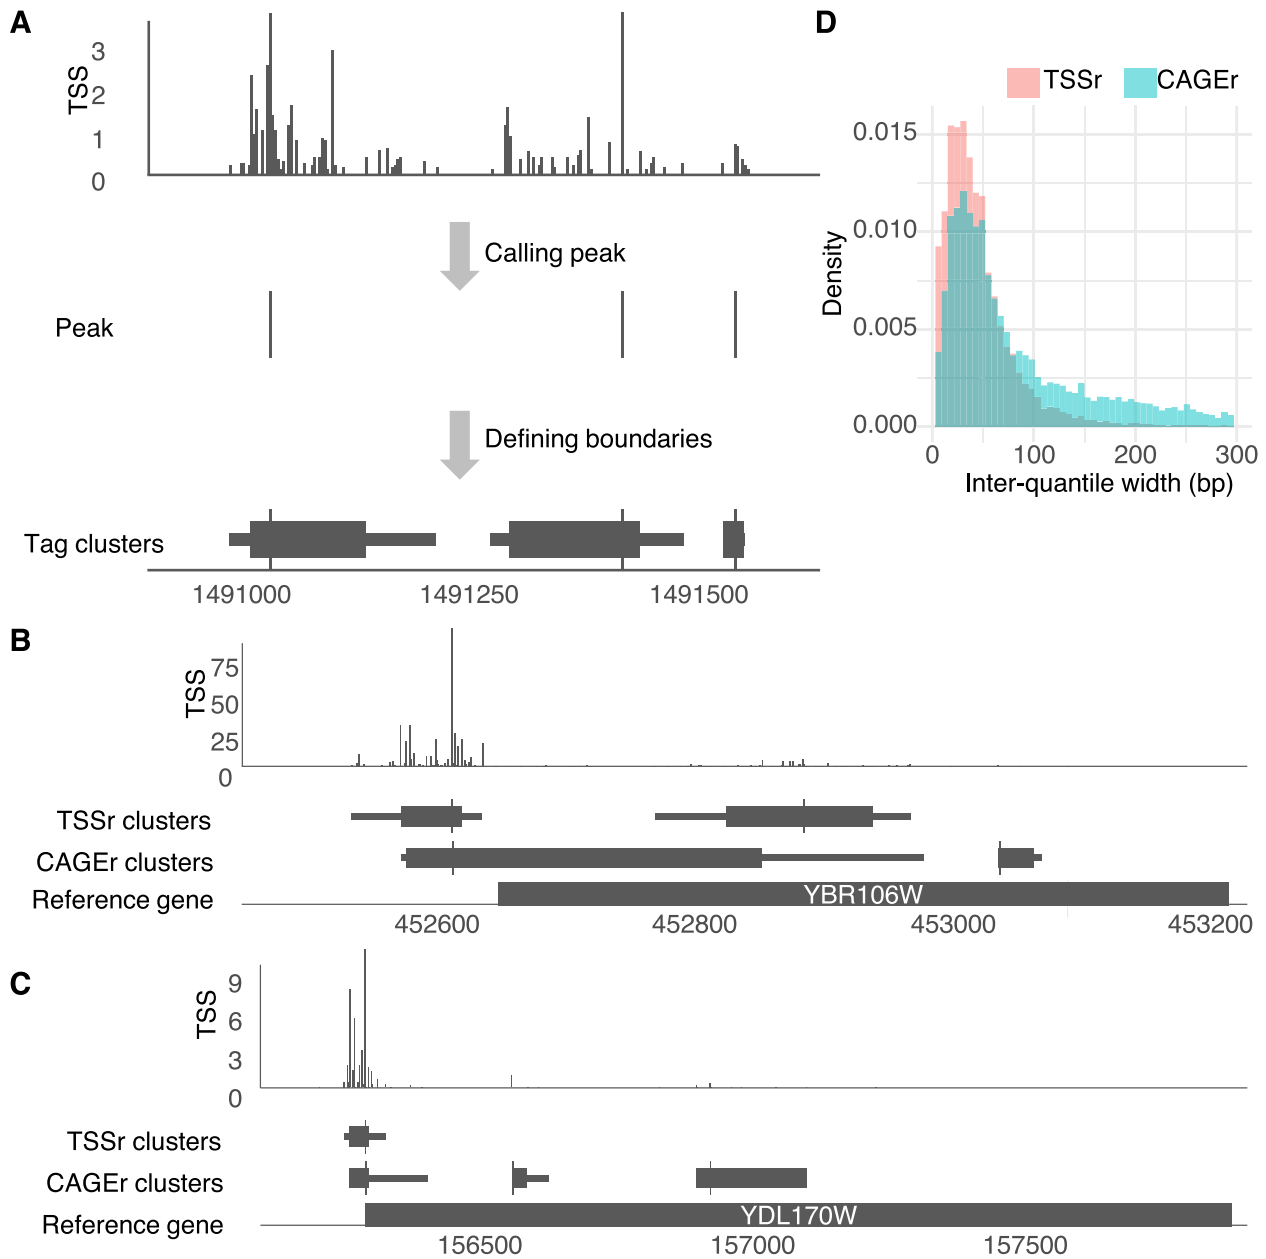 A
TSS
3
2
1
0
Calling peak
Peak
Defining boundaries
Tag clusters
1491000 1491250 1491500
D
TSSr CAGEr
Density
0.015
0.010
0.005
0.000
0 100 200 300
Inter-quantile width (bp)
B
TSS
75
50
25
0
TSSr clusters
CAGEr clusters
Reference gene YBR106W
452600 452800 453000 453200
C
TSS
9
6
3
0
TSSr clusters
CAGEr clusters
Reference gene YDL170W
156500 157000 157500